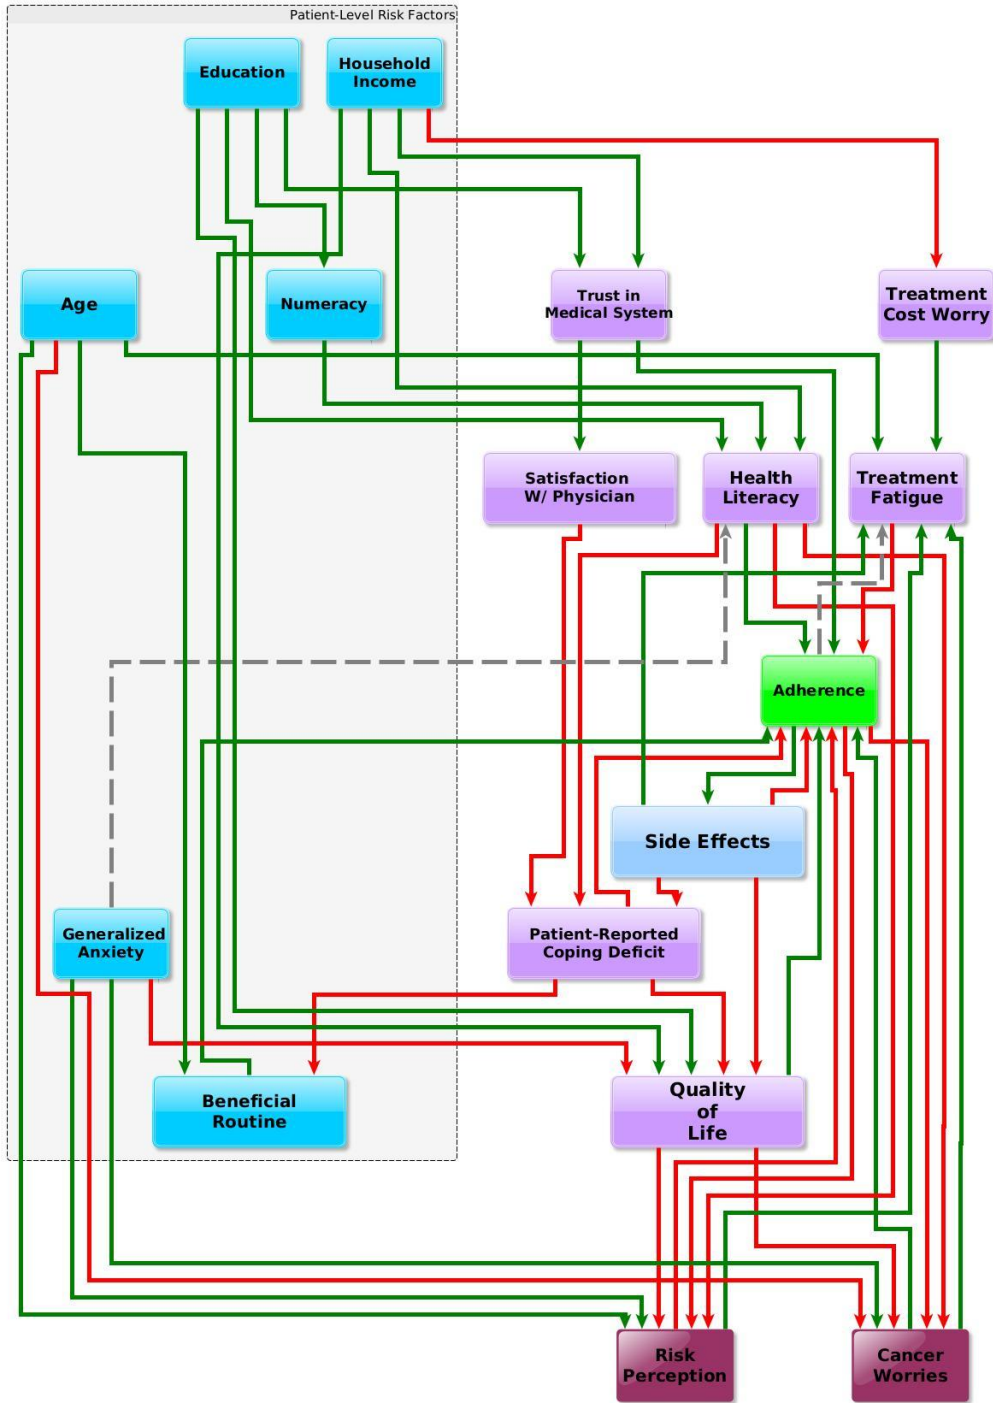 Patient-Level Risk Factors
Education
Household
Income
Age
Numeracy
Trust in
Medical System
Treatment
Cost Worry
Satisfaction
W/ Physician
Health
Literacy
Treatment
Fatigue
Adherence
Side Effects
Generalized
Anxiety
Patient-Reported
Coping Deficit
Beneficial
Routine
Quality
of
Life
Risk
Perception
Cancer
Worries